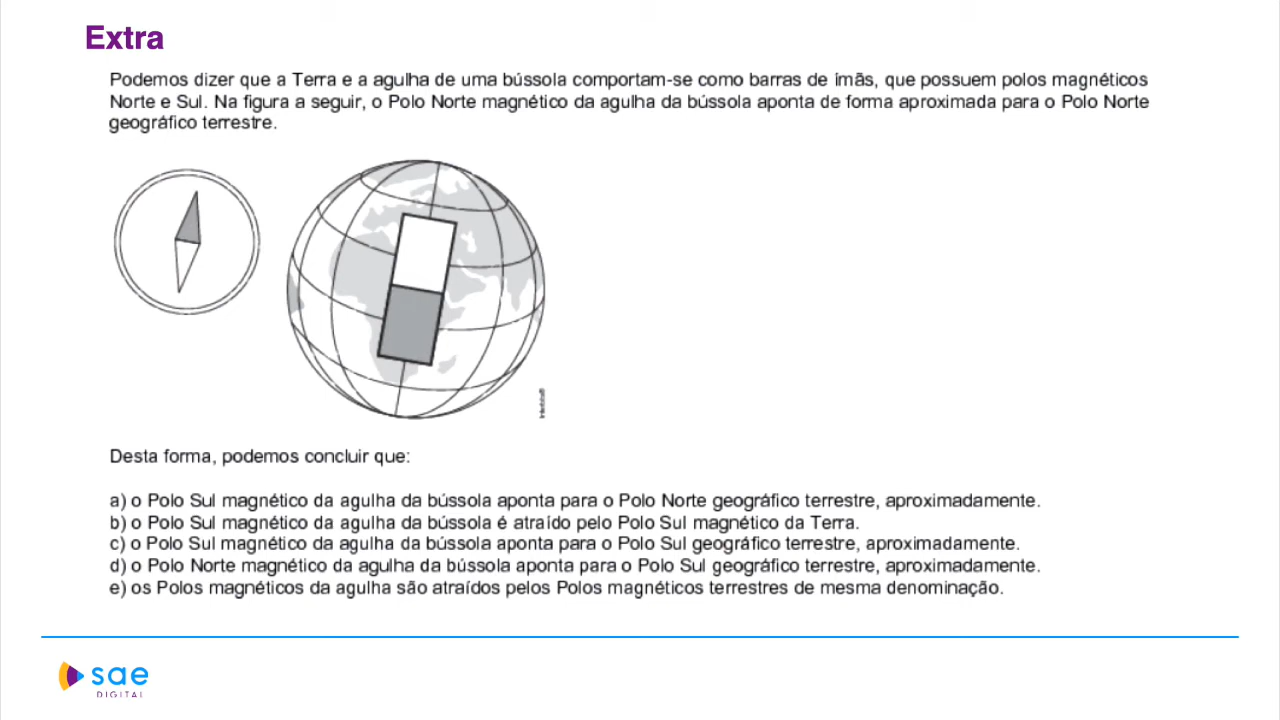 Extra
Podemos dizer que a Terra e a agulha de uma bússola comportam-se como barras de ímãs, que possuem polos magnéticos
Norte e Sul. Na figura a seguir, o Polo Norte magnético da agulha da bússola aponta de forma aproximada para o Polo Norte
geográfico terrestre.
Desta forma, podemos concluir que:
a) o Polo Sul magnético da agulha da bússola aponta para o Polo Norte geográfico terrestre, aproximadamente.
b) o Polo Sul magnético da agulha da bússola é atraído pelo Polo Sul magnético da Terra.
c) o Polo Sul magnético da agulha da bússola aponta para o Polo Sul geográfico terrestre, aproximadamente.
d) o Polo Norte magnético da agulha da bússola aponta para o Polo Sul geográfico terrestre, aproximadamente.
e) os Polos magnéticos da agulha são atraídos pelos Polos magnéticos terrestres de mesma denominação.
sae
DIGITAL